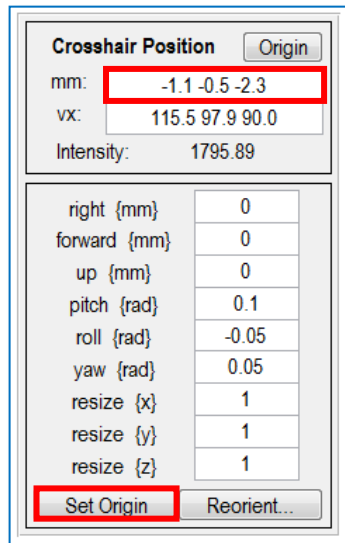 Crosshair Position Origin
mm: -1.1 -0.5 -2.3
vx: 115.5 97.9 90.0
Intensity: 1795.89
right {mm} 0
forward {mm} 0
up {mm} 0
pitch {rad} 0.1
roll {rad} -0.05
yaw {rad} 0.05
resize {x} 1
resize {y} 1
resize {z} 1
Set Origin Reorient...